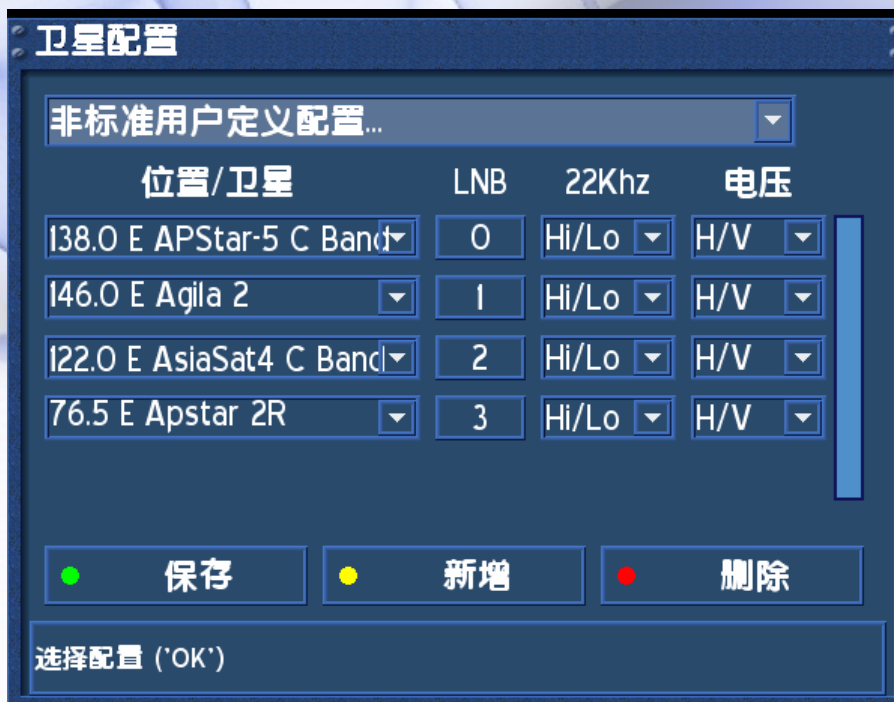 卫星配置
非标准用户定义配置...
位置/卫星 LNB 22Khz 电压
138.0 E APStar-5 C Band 0 Hi/Lo H/V
146.0 E Agila 2 1 Hi/Lo H/V
122.0 E AsiaSat4 C Band 2 Hi/Lo H/V
76.5 E Apstar 2R 3 Hi/Lo H/V
保存 新增 删除
选择配置 ('OK')